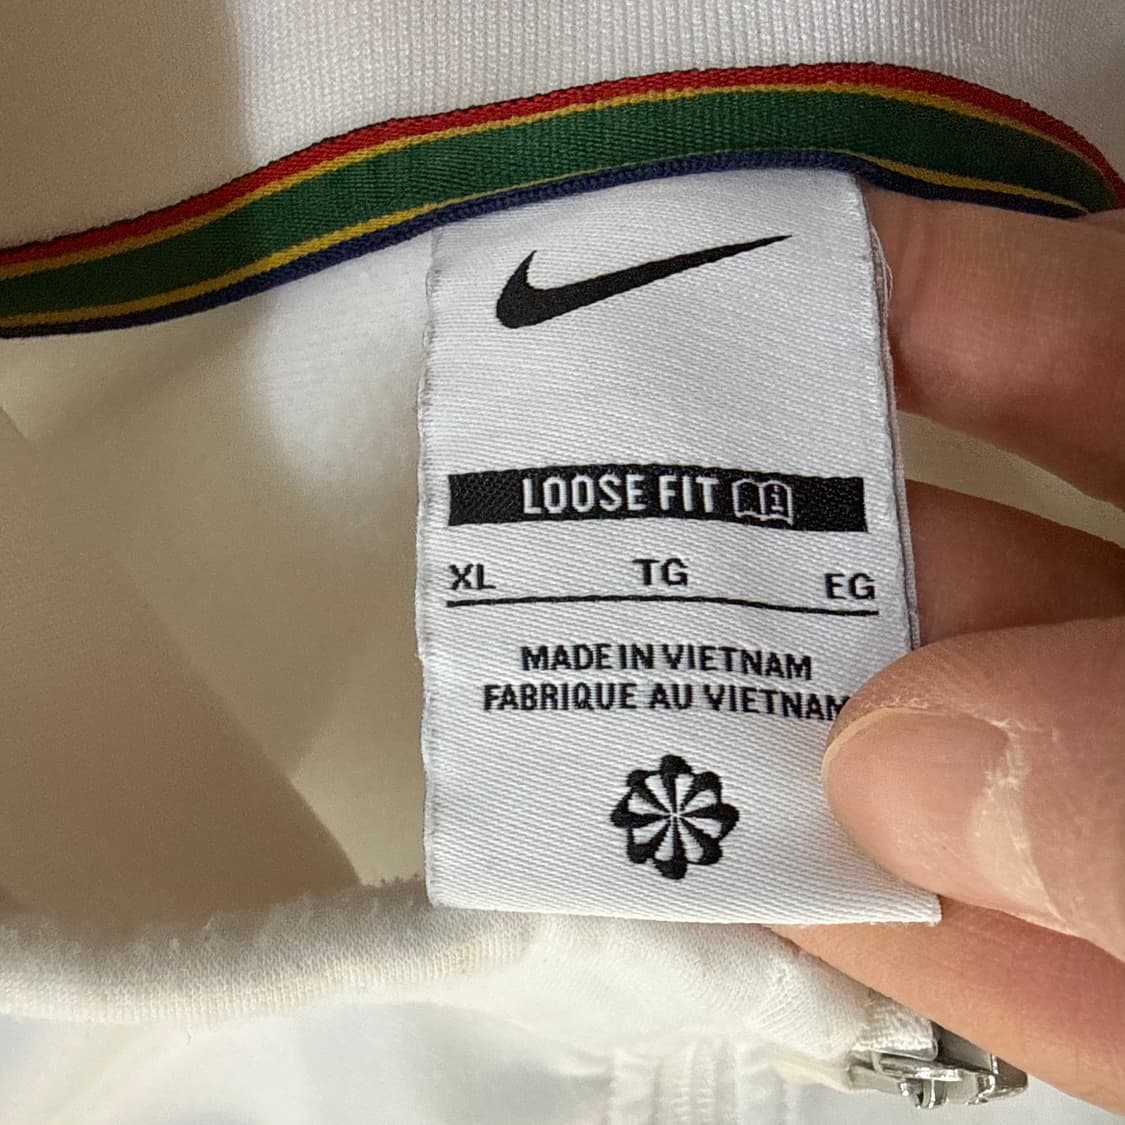 LOOSE FIT
XL TG EG
MADE IN VIETNAM
FABRIQUE AU VIETNAM